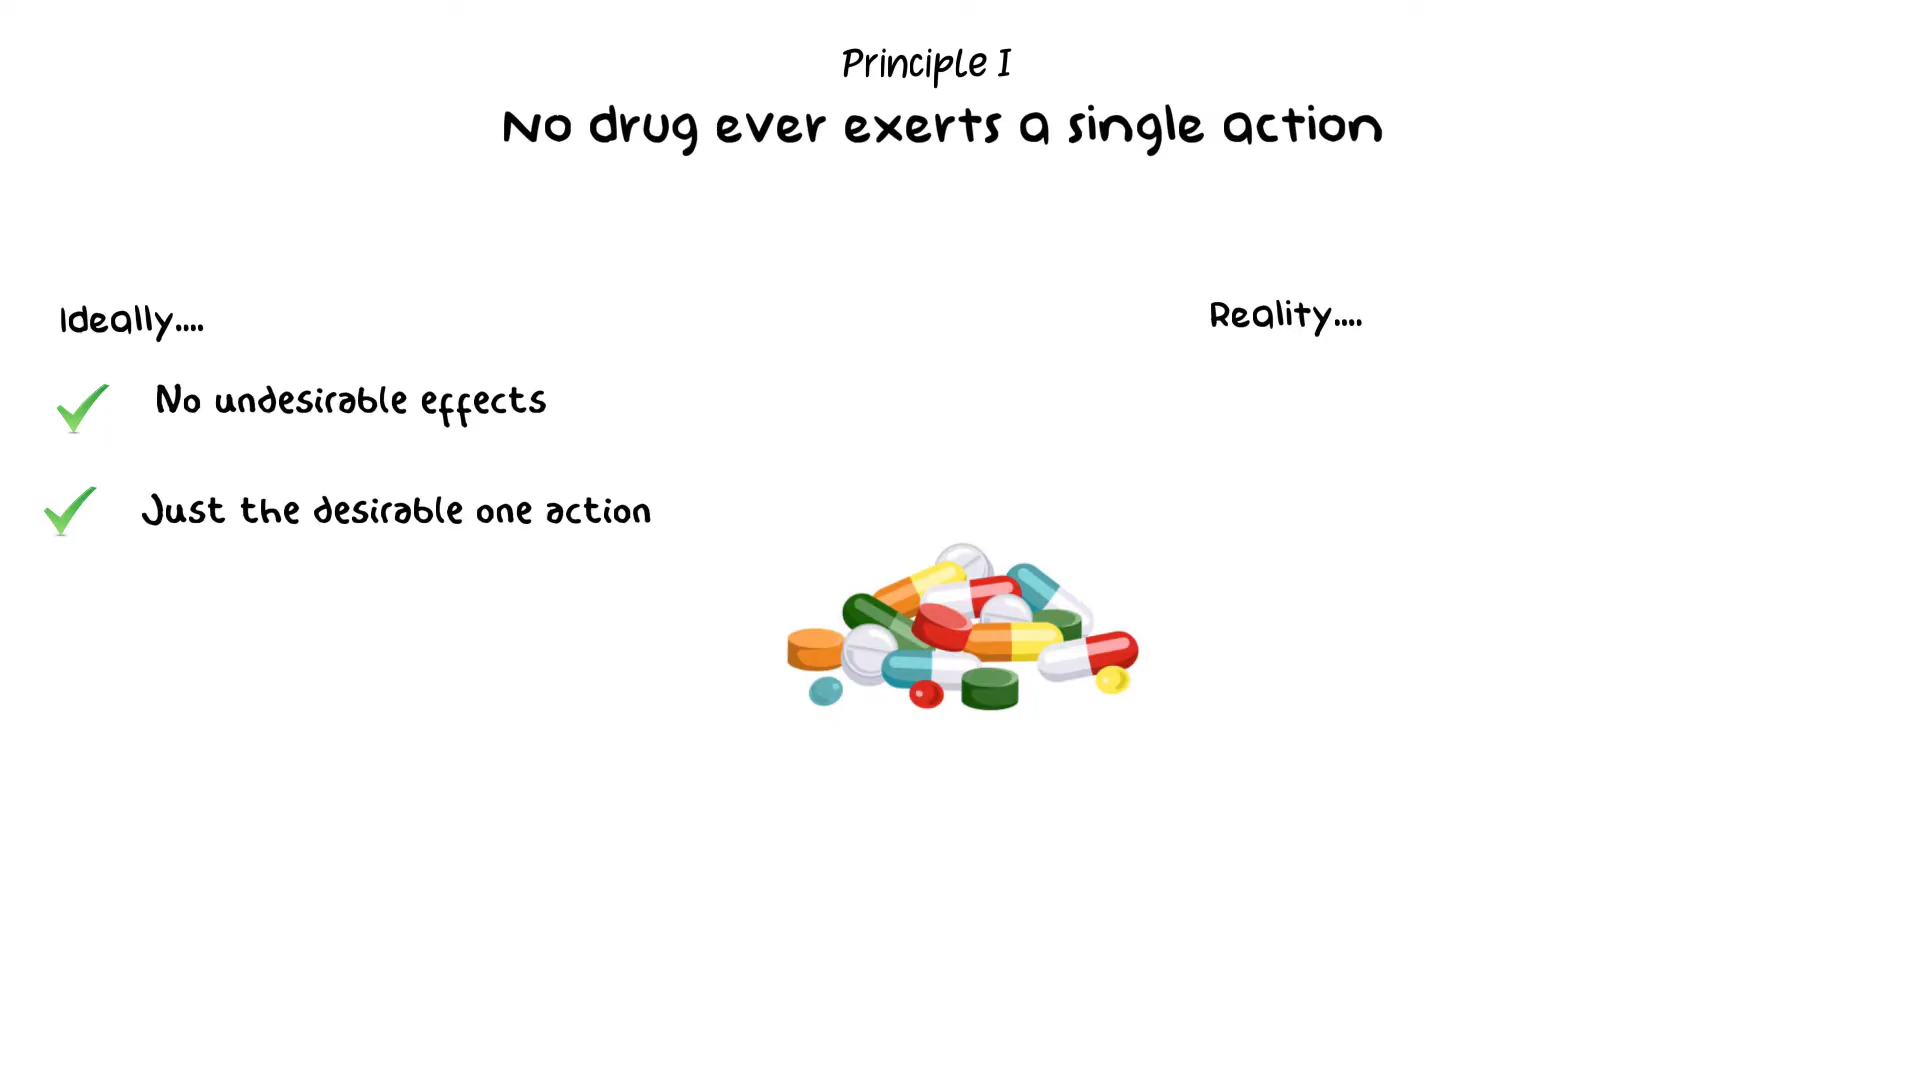 Principle I
No drug ever exerts a single action
Ideally....
No undesirable effects
Just the desirable one action
Reality....